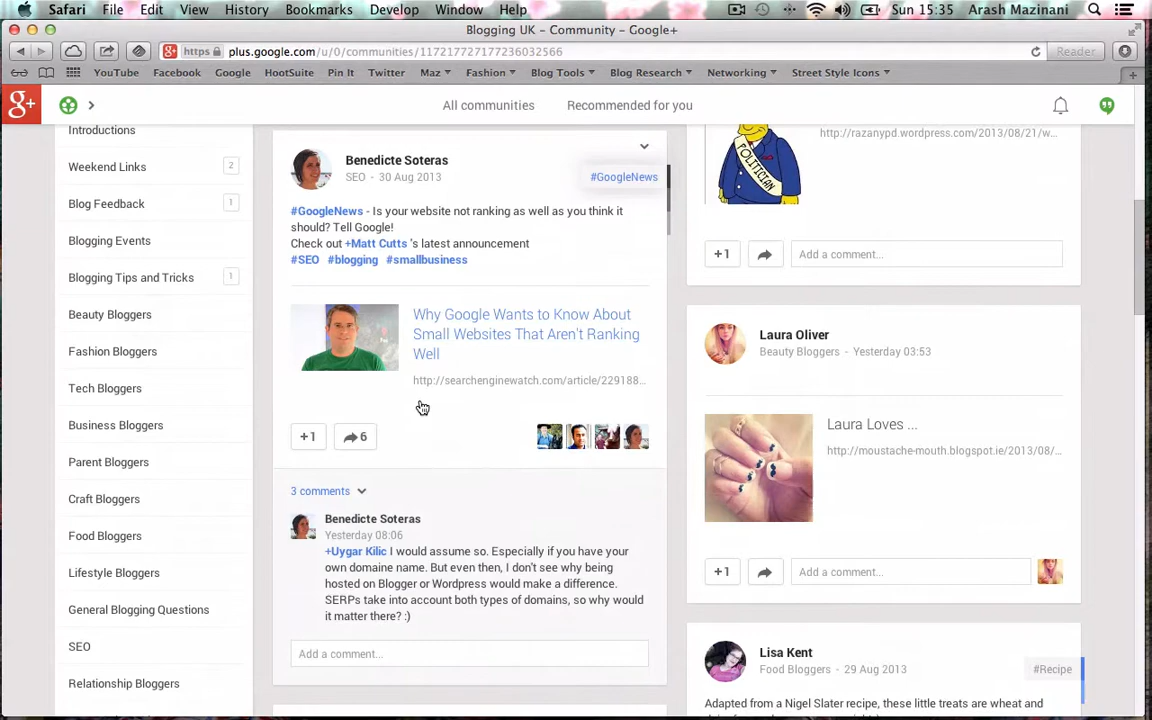 Safari File Edit View History Bookmarks Develop Window Help Sun 15:35 Arash Mazinani
Blogging UK – Community – Google+
https plus.google.com/u/0/communities/117217727177236032566 Reader
YouTube Facebook Google HootSuite Pin It Twitter Maz Fashion Blog Tools Blog Research Networking Street Style Icons
g+ All communities Recommended for you
Introductions
Weekend Links 2
Blog Feedback 1
Blogging Events
Blogging Tips and Tricks 1
Beauty Bloggers
Fashion Bloggers
Tech Bloggers
Business Bloggers
Parent Bloggers
Craft Bloggers
Food Bloggers
Lifestyle Bloggers
General Blogging Questions
SEO
Relationship Bloggers
Benedicte Soteras
SEO - 30 Aug 2013
#GoogleNews
#GoogleNews - Is your website not ranking as well as you think it
should? Tell Google!
Check out +Matt Cutts 's latest announcement
#SEO #blogging #smallbusiness
Why Google Wants to Know About
Small Websites That Aren't Ranking
Well
http://searchenginewatch.com/article/229188...
+1 6
3 comments
Benedicte Soteras
Yesterday 08:06
+Uygar Kilic I would assume so. Especially if you have your
own domaine name. But even then, I don't see why being
hosted on Blogger or Wordpress would make a difference.
SERPs take into account both types of domains, so why would
it matter there? :)
Add a comment...
http://razanypd.wordpress.com/2013/08/21/w...
POLITICIAN
+1 Add a comment...
Laura Oliver
Beauty Bloggers - Yesterday 03:53
Laura Loves ...
http://moustache-mouth.blogspot.ie/2013/08/...
+1 Add a comment...
Lisa Kent
Food Bloggers - 29 Aug 2013
#Recipe
Adapted from a Nigel Slater recipe, these little treats are wheat and